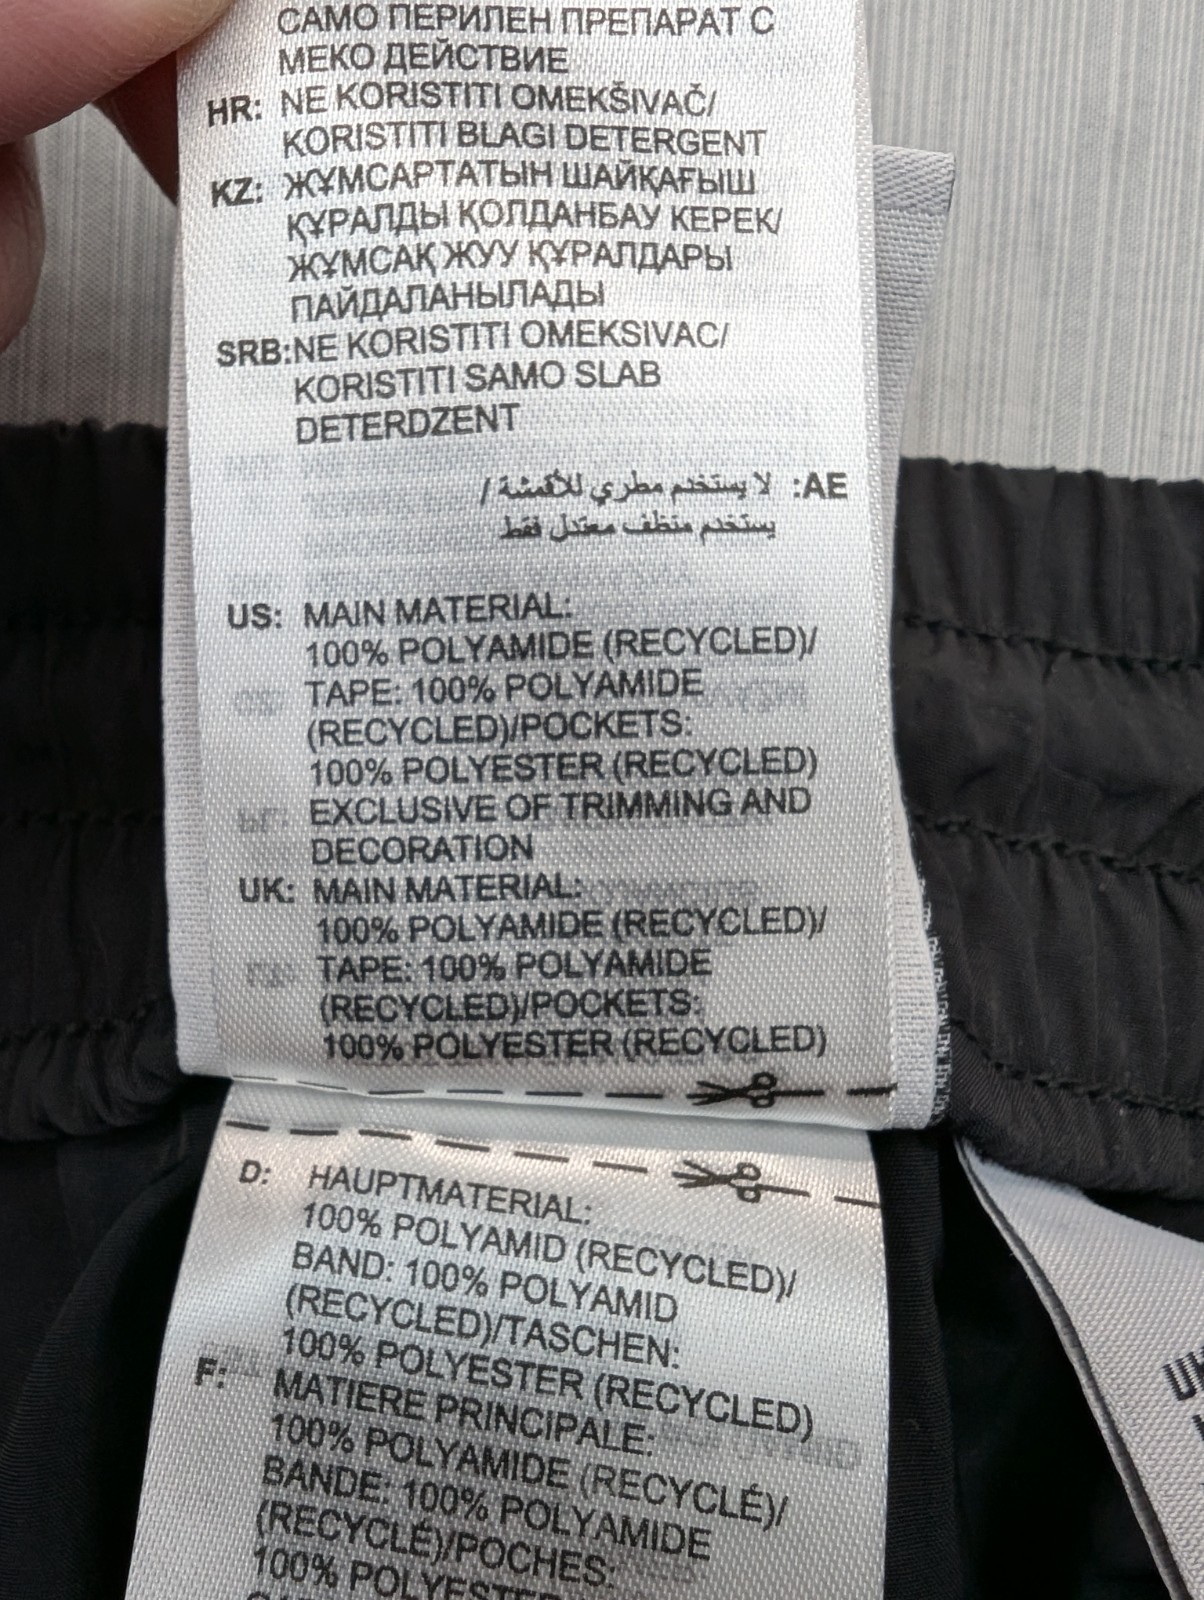 САМО ПЕРИЛЕН ПРЕПАРАТ С
МЕКО ДЕЙСТВИЕ
HR: NE KORISTITI OMEKŠIVAČ/
KORISTITI BLAGI DETERGENT
KZ: ЖҰМСАРТАТЫН ШАЙҚАҒЫШ
ҚҰРАЛДЫ ҚОЛДАНБАУ КЕРЕК/
ЖҰМСАҚ ЖУУ ҚҰРАЛДАРЫ
ПАЙДАЛАНЫЛАДЫ
SRB:NE KORISTITI OMEKSIVAC/
KORISTITI SAMO SLAB
DETERDZENT
AE: لا يستخدم مطري للأقمشة /
يستخدم منظف معتدل فقط
US: MAIN MATERIAL:
100% POLYAMIDE (RECYCLED)/
TAPE: 100% POLYAMIDE
(RECYCLED)/POCKETS:
100% POLYESTER (RECYCLED)
EXCLUSIVE OF TRIMMING AND
DECORATION
UK: MAIN MATERIAL:
100% POLYAMIDE (RECYCLED)/
TAPE: 100% POLYAMIDE
(RECYCLED)/POCKETS:
100% POLYESTER (RECYCLED)
D: HAUPTMATERIAL:
100% POLYAMID (RECYCLED)/
BAND: 100% POLYAMID
(RECYCLED)/TASCHEN:
100% POLYESTER (RECYCLED)
F: MATIERE PRINCIPALE:
100% POLYAMIDE (RECYCLÉ)/
BANDE: 100% POLYAMIDE
(RECYCLÉ)/POCHES:
100%